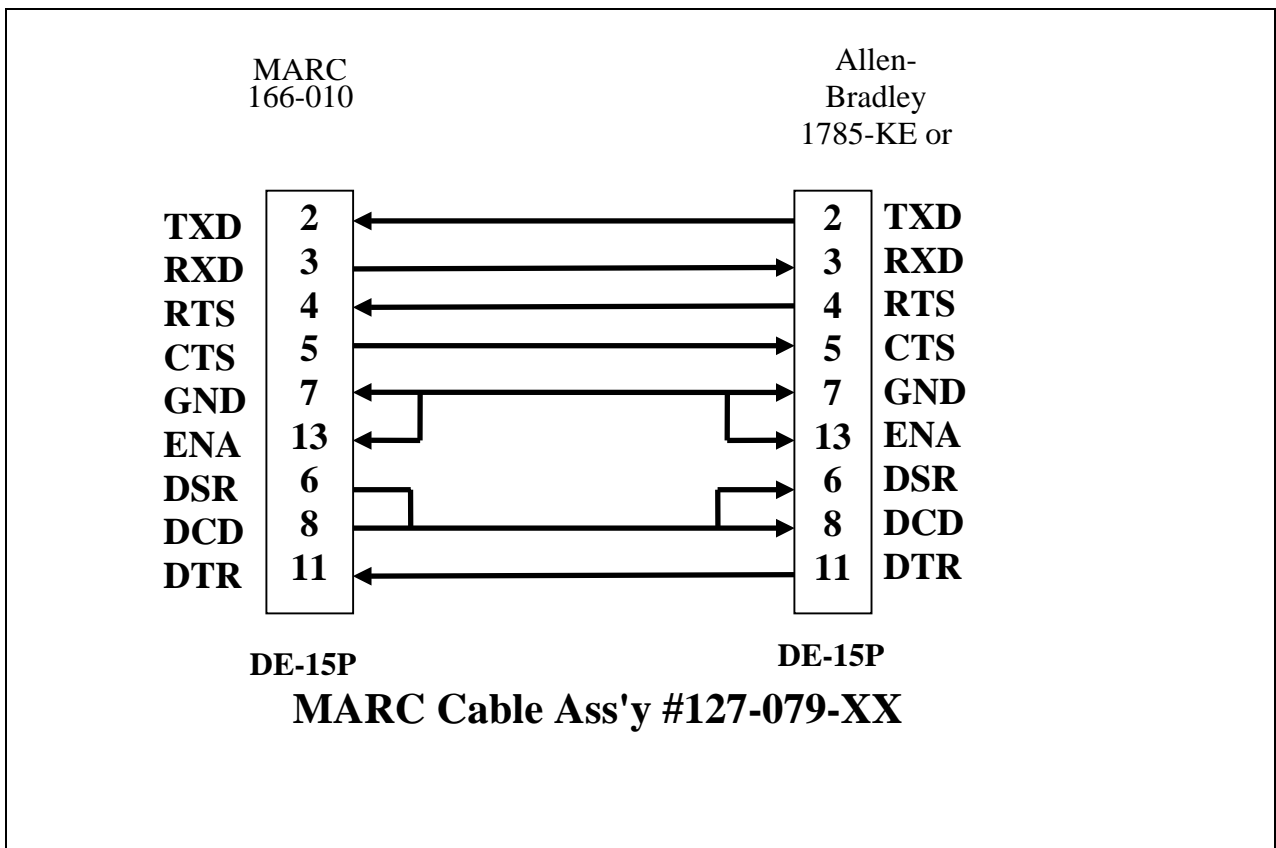 MARC
166-010
Allen-
Bradley
1785-KE or
TXD 2 2 TXD
RXD 3 3 RXD
RTS 4 4 RTS
CTS 5 5 CTS
GND 7 7 GND
ENA 13 13 ENA
DSR 6 6 DSR
DCD 8 8 DCD
DTR 11 11 DTR
DE-15P DE-15P
MARC Cable Ass'y #127-079-XX